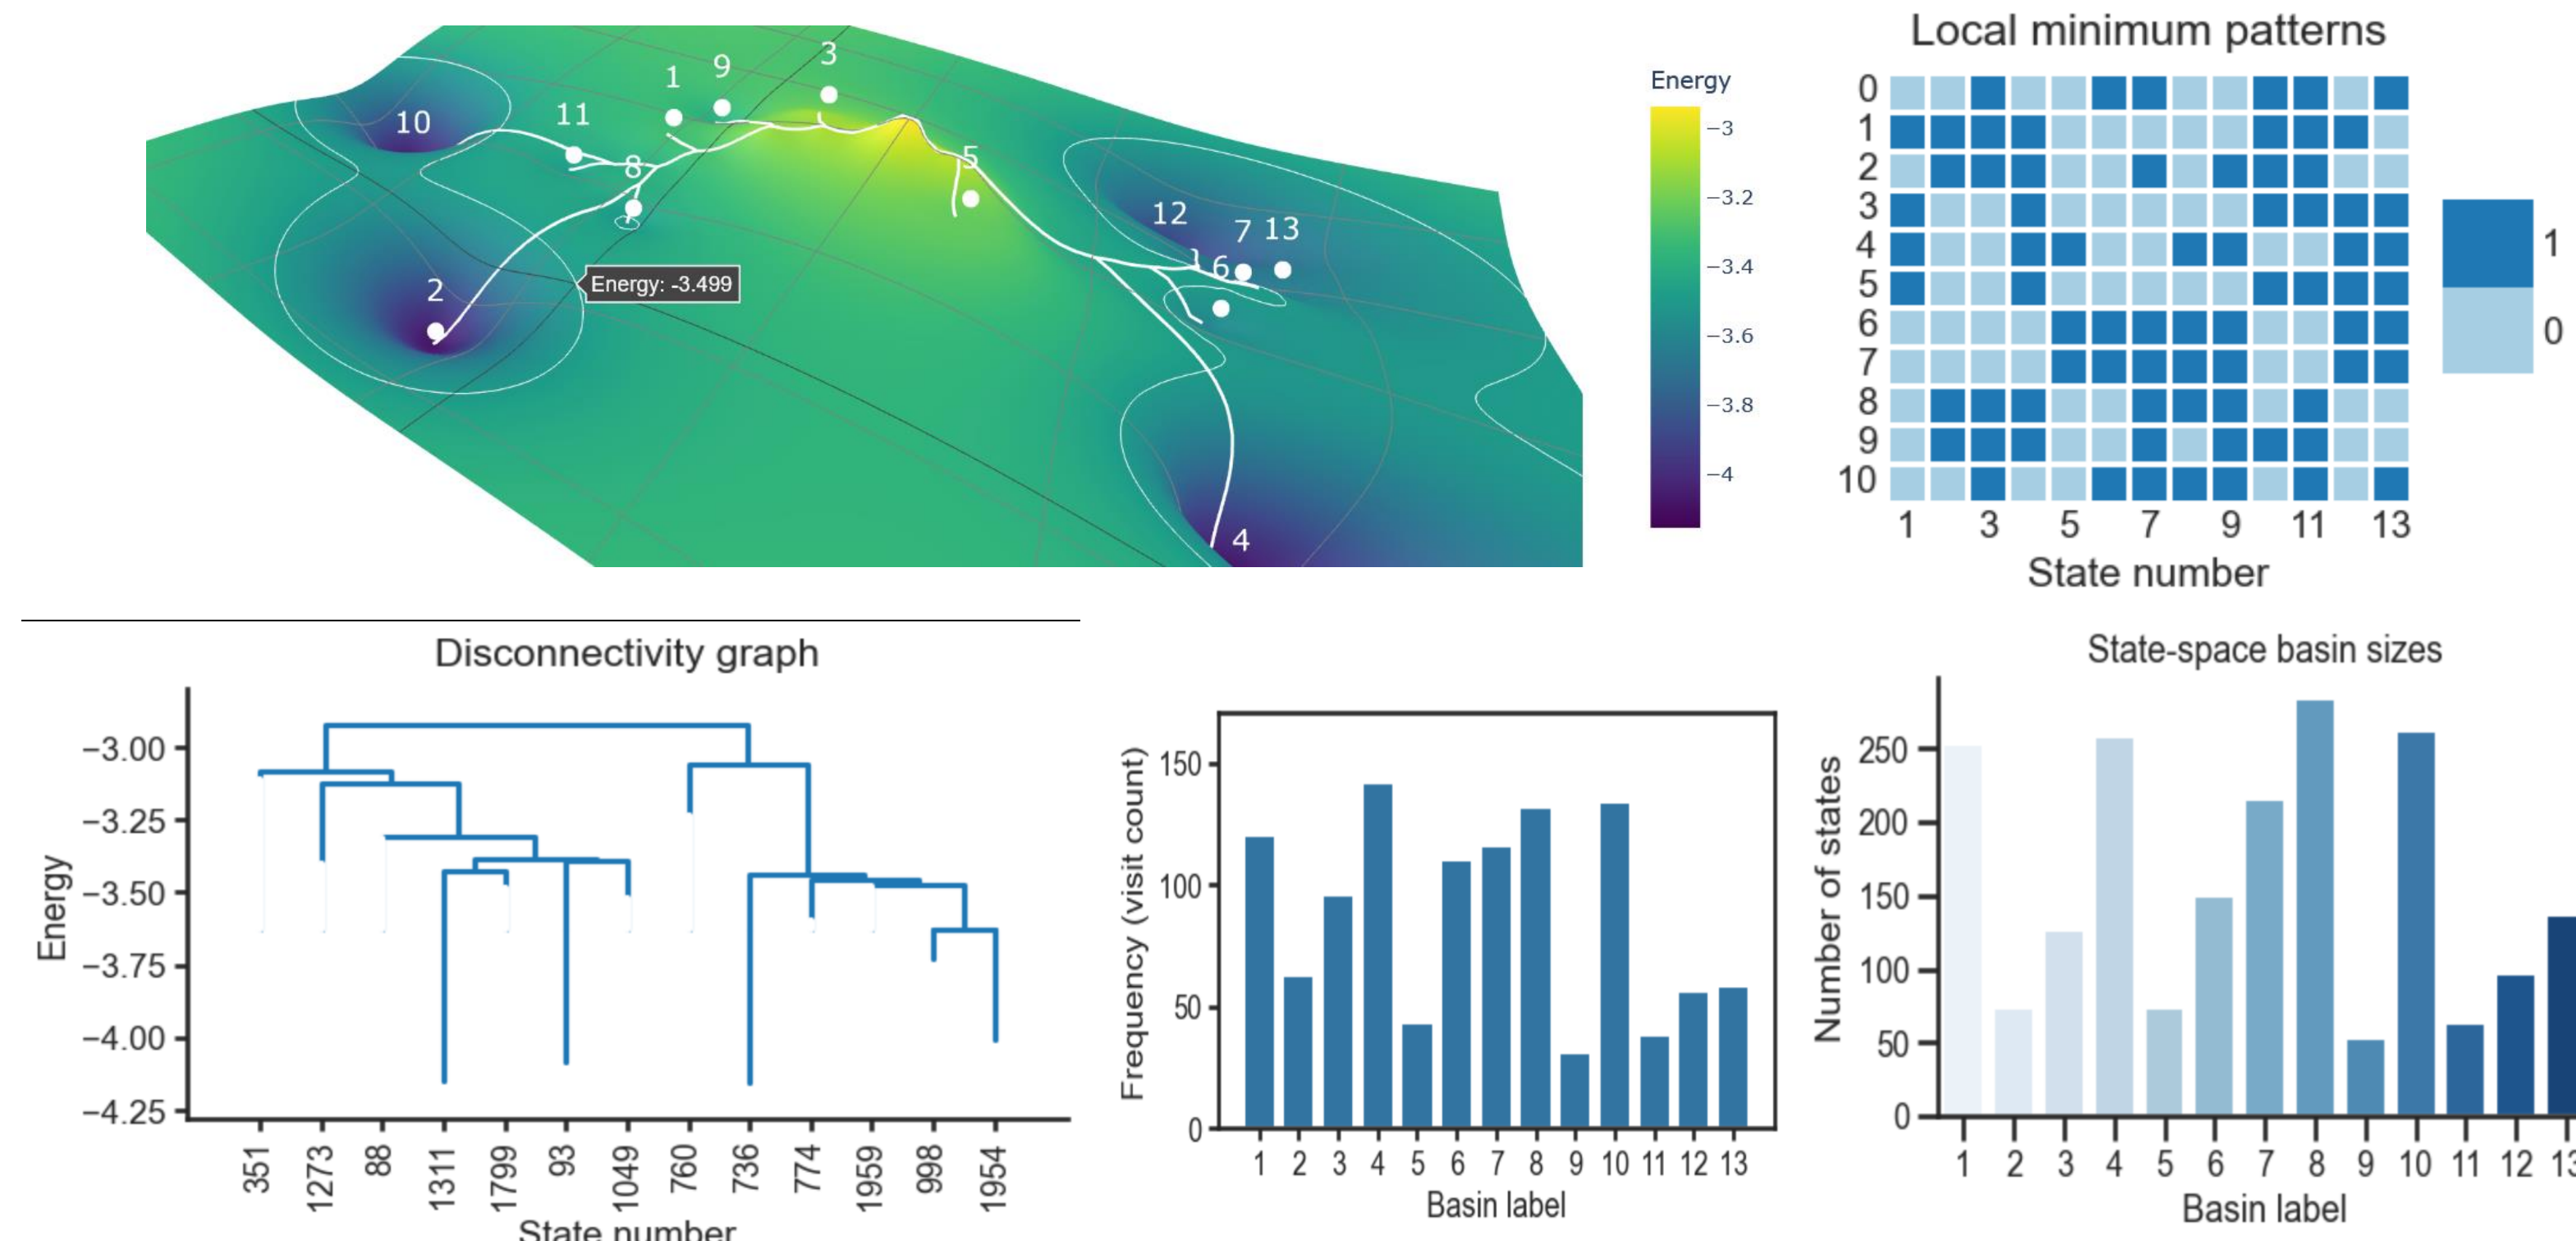 3
9
1
11
10
8
5
12
7 13
6
2
Energy: -3.499
4
Energy
−3
−3.2
−3.4
−3.6
−3.8
−4
Local minimum patterns
0
1
2
3
4
5
6
7
8
9
10
1 3 5 7 9 11 13
State number
1
0
Disconnectivity graph
Energy
−3.00
−3.25
−3.50
−3.75
−4.00
−4.25
351 1273 88 1311 1799 93 1049 760 736 774 1959 998 1954
State number
Frequency (visit count)
150
100
50
0
1 2 3 4 5 6 7 8 9 10 11 12 13
Basin label
State-space basin sizes
Number of states
250
200
150
100
50
0
1 2 3 4 5 6 7 8 9 10 11 12 13
Basin label